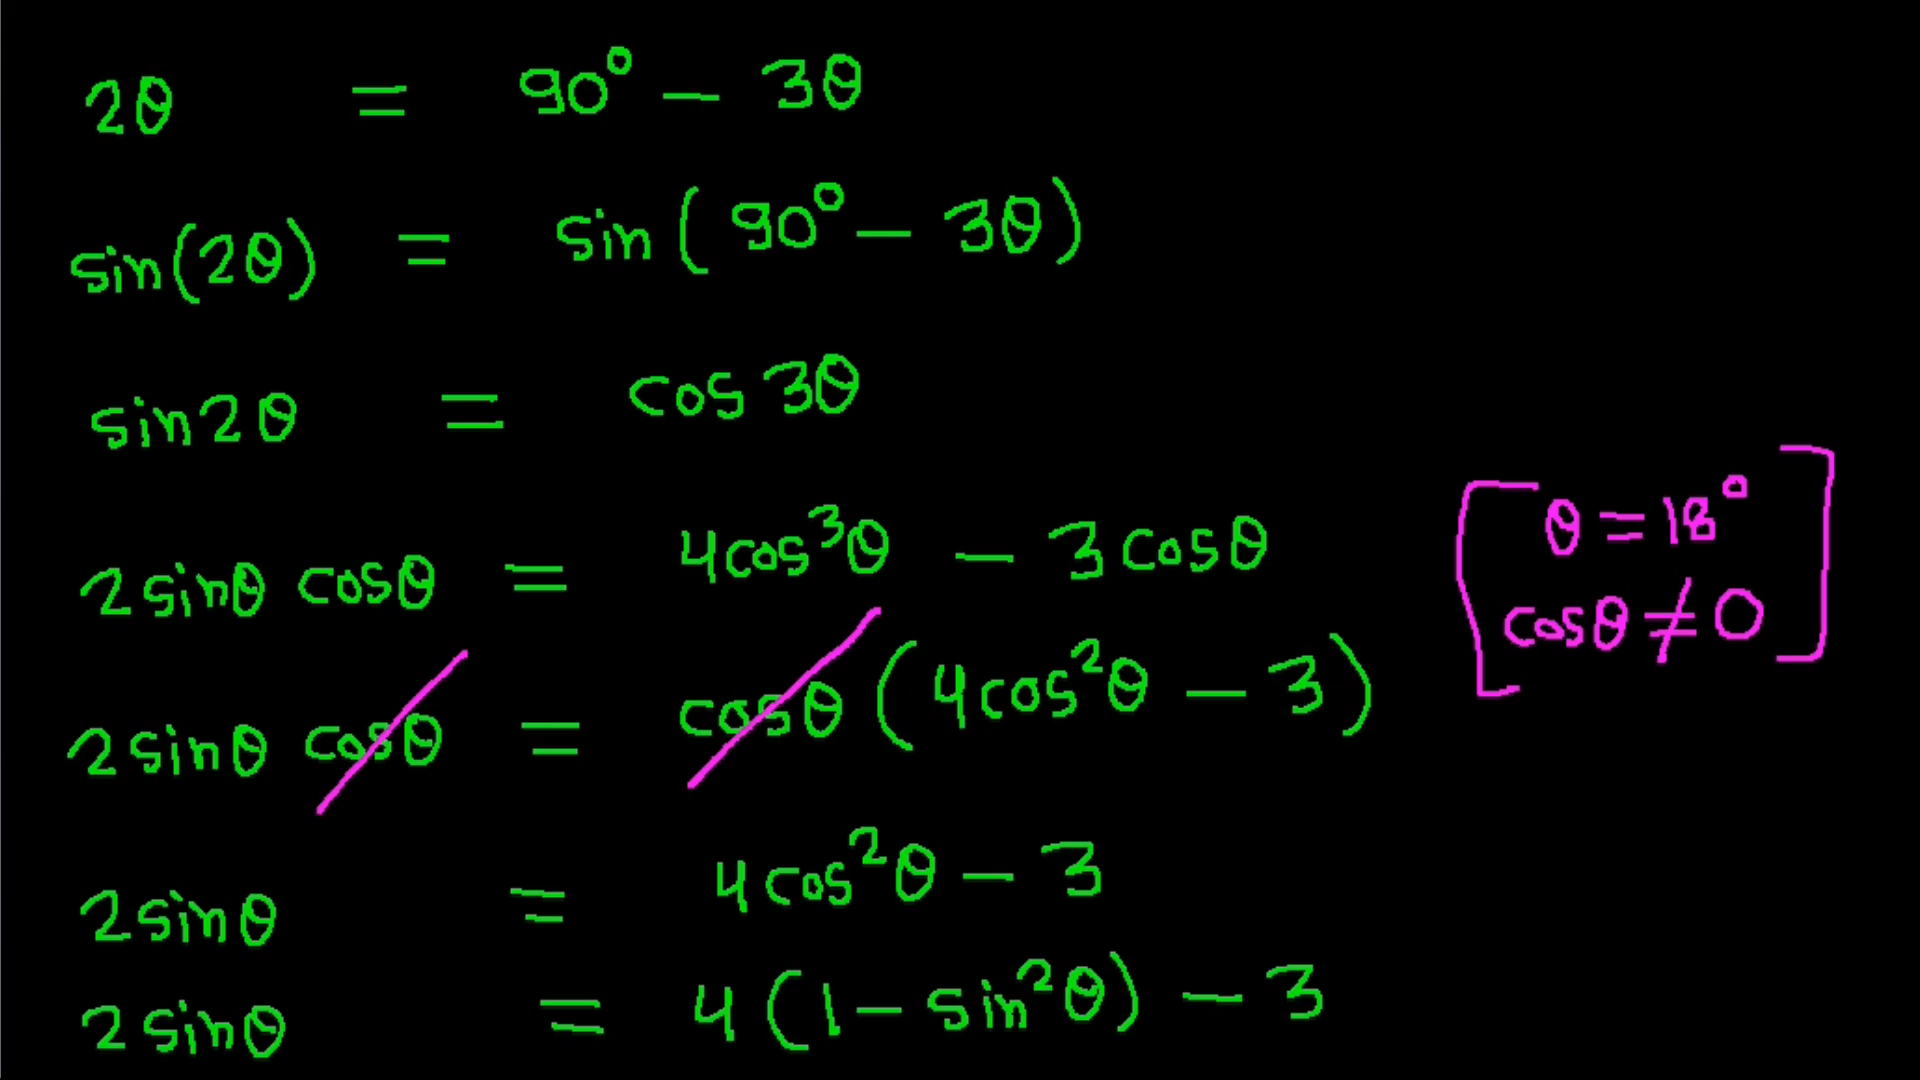 2θ = 90° − 3θ
sin(2θ) = sin(90° − 3θ)
sin2θ = cos3θ
2sinθ cosθ = 4cos³θ − 3cosθ
[θ = 18°
cosθ ≠ 0]
2sinθ cosθ = cosθ(4cos²θ − 3)
2sinθ = 4cos²θ − 3
2sinθ = 4(1 − sin²θ) − 3